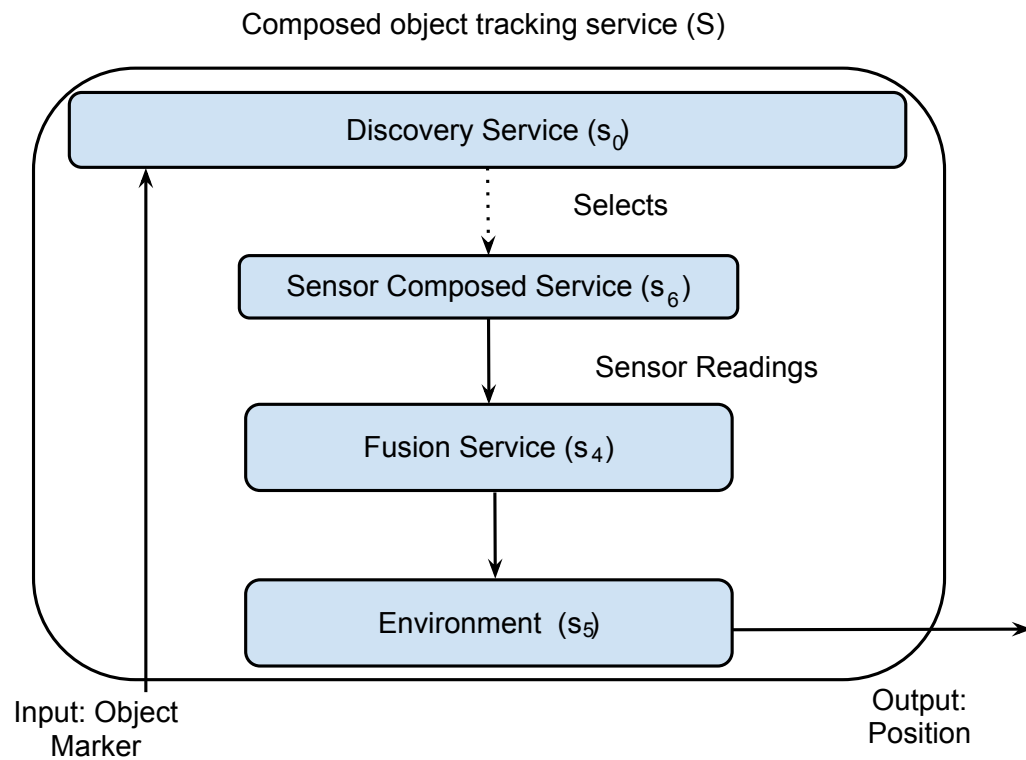 Composed object tracking service (S)
Discovery Service (s0)
Selects
Sensor Composed Service (s6)
Sensor Readings
Fusion Service (s4)
Environment (s5)
Input: Object
Marker
Output:
Position